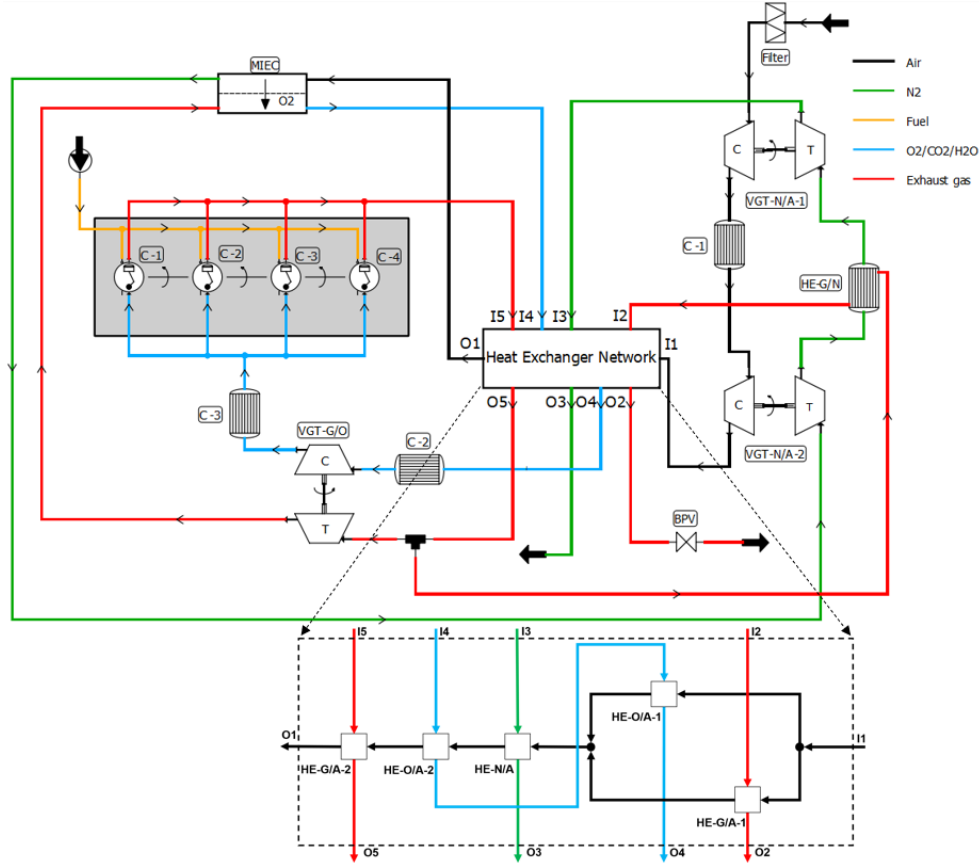 MIEC
O2
Filter
Air
N2
Fuel
O2/CO2/H2O
Exhaust gas
C
T
VGT-N/A-1
C-1
C-2
C-3
C-4
C-1
HE-G/N
I5
I4
I3
I2
O1
Heat Exchanger Network
I1
O5
O3
O4
O2
C-3
VGT-G/O
C
C-2
T
C
T
VGT-N/A-2
BPV
I5
I4
I3
I2
HE-O/A-1
O1
I1
HE-G/A-2
HE-O/A-2
HE-N/A
HE-G/A-1
O5
O3
O4
O2